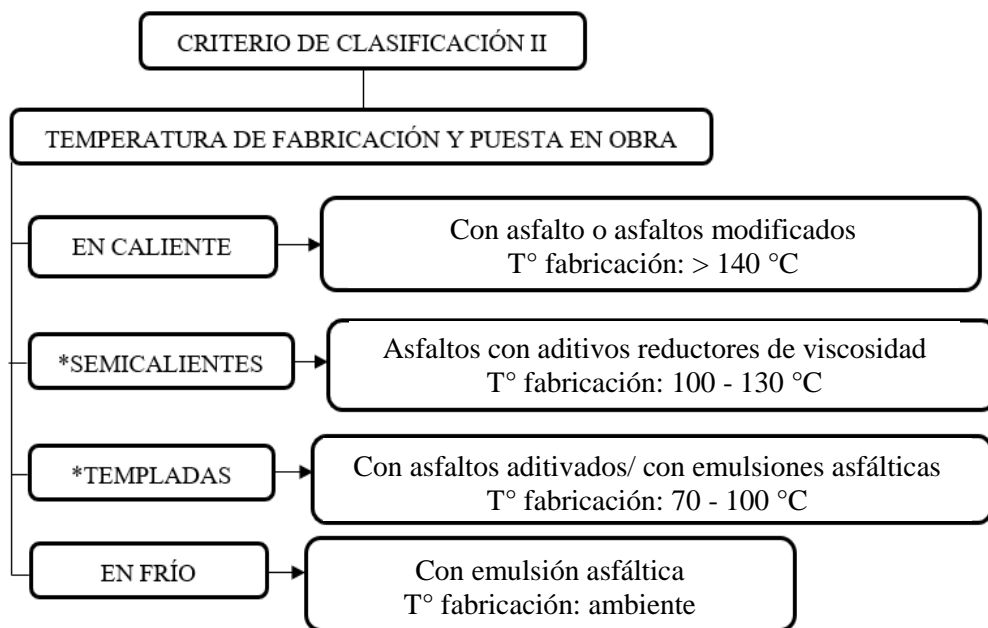 CRITERIO DE CLASIFICACIÓN II
TEMPERATURA DE FABRICACIÓN Y PUESTA EN OBRA
EN CALIENTE
Con asfalto o asfaltos modificados
T° fabricación: > 140 °C
*SEMICALIENTES
Asfaltos con aditivos reductores de viscosidad
T° fabricación: 100 - 130 °C
*TEMPLADAS
Con asfaltos aditivados/ con emulsiones asfálticas
T° fabricación: 70 - 100 °C
EN FRÍO
Con emulsión asfáltica
T° fabricación: ambiente